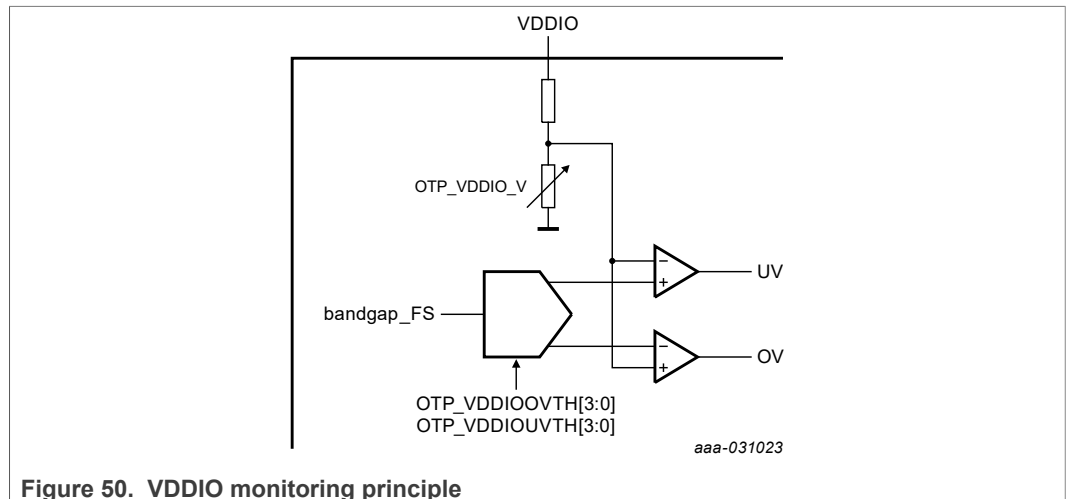 VDDIO
OTP_VDDIO_V
−
+
UV
bandgap_FS
−
+
OV
OTP_VDDIOOVTH[3:0]
OTP_VDDIOUVTH[3:0]
aaa-031023
Figure 50. VDDIO monitoring principle